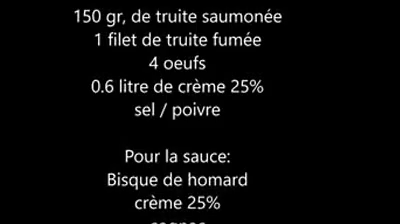 150 gr, de truite saumonée
1 filet de truite fumée
4 oeufs
0.6 litre de crème 25%
sel / poivre
Pour la sauce:
Bisque de homard
crème 25%